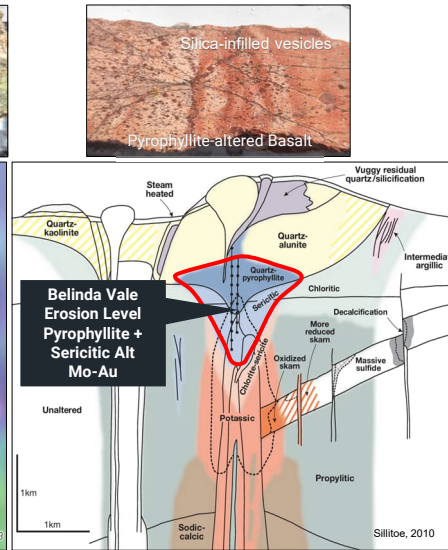 Silica-infilled vesicles
Pyrophyllite-altered Basalt
Vuggy residual
quartz/silicification
Steam
heated
Quartz-
kaolinite
Quartz-
alunite
Intermedia
argillic
Quartz-
pyrophyllite
Chloritic
Sericitic
Belinda Vale
Erosion Level
Pyrophyllite +
Sericitic Alt
Mo-Au
Decalcification
More
reduced
skarn
Oxidized
skarn
Massive
sulfide
Chlorite-sericite
Unaltered
Potassic
Propylitic
1km
1km
Sodic-
calcic
Sillitoe, 2010